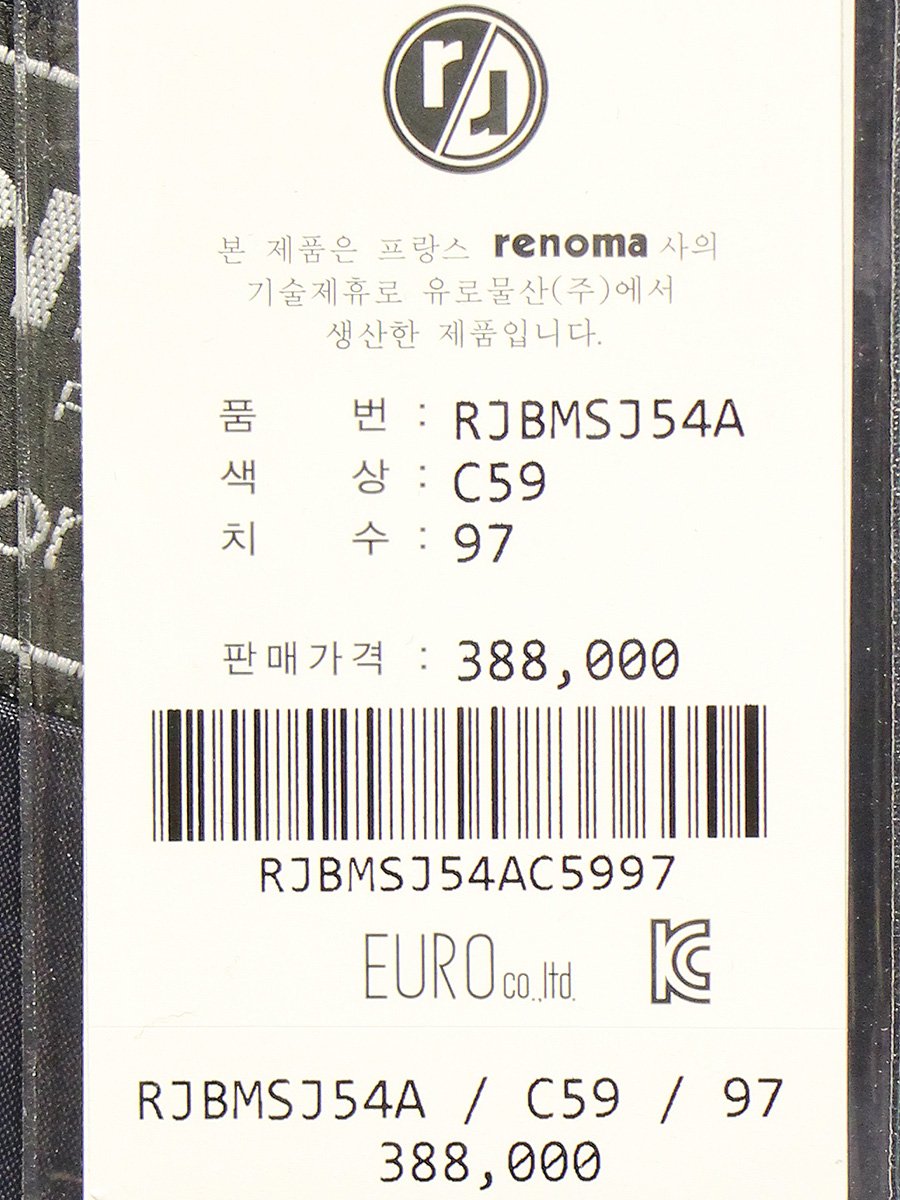 본 제품은 프랑스 renoma 사의
기술제휴로 유로물산(주)에서
생산한 제품입니다.
품 번 : RJBMSJ54A
색 상 : C59
치 수 : 97
판매가격 : 388,000
RJBMSJ54AC5997
EURO co.,ltd.
RJBMSJ54A / C59 / 97
388,000